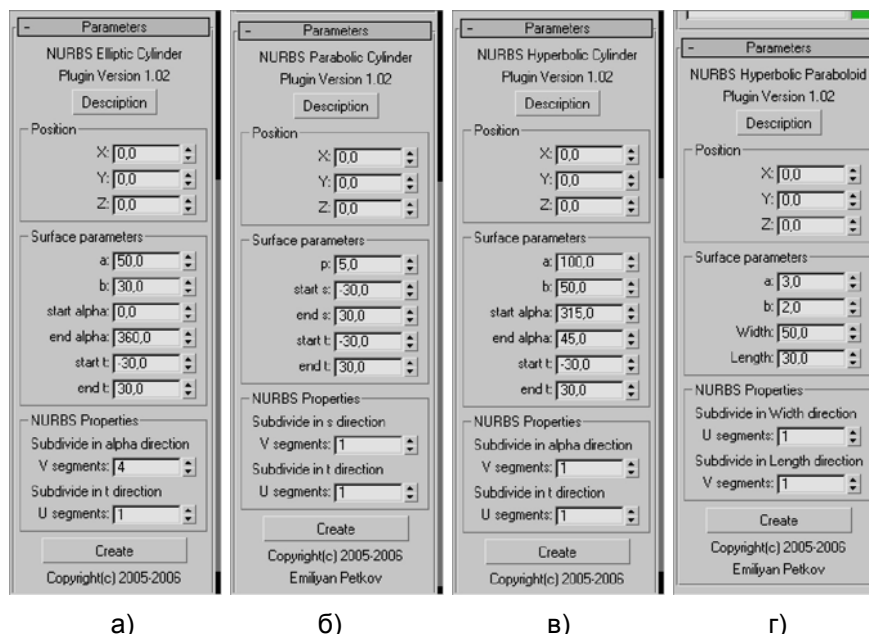 - Parameters
NURBS Elliptic Cylinder
Plugin Version 1.02
Description
Position
X: 0,0
Y: 0,0
Z: 0,0
Surface parameters
a: 50,0
b: 30,0
start alpha: 0,0
end alpha: 360,0
start t: -30,0
end t: 30,0
NURBS Properties
Subdivide in alpha direction
V segments: 4
Subdivide in t direction
U segments: 1
Create
Copyright(c) 2005-2006
а)
- Parameters
NURBS Parabolic Cylinder
Plugin Version 1.02
Description
Position
X: 0,0
Y: 0,0
Z: 0,0
Surface parameters
p: 5,0
start s: -30,0
end s: 30,0
start t: -30,0
end t: 30,0
NURBS Properties
Subdivide in s direction
V segments: 1
Subdivide in t direction
U segments: 1
Create
Copyright(c) 2005-2006
Emiliyan Petkov
б)
- Parameters
NURBS Hyperbolic Cylinder
Plugin Version 1.02
Description
Position
X: 0,0
Y: 0,0
Z: 0,0
Surface parameters
a: 100,0
b: 50,0
start alpha: 315,0
end alpha: 45,0
start t: -30,0
end t: 30,0
NURBS Properties
Subdivide in alpha direction
V segments: 1
Subdivide in t direction
U segments: 1
Create
Copyright(c) 2005-2006
в)
- Parameters
NURBS Hyperbolic Paraboloid
Plugin Version 1.02
Description
Position
X: 0,0
Y: 0,0
Z: 0,0
Surface parameters
a: 3,0
b: 2,0
Width: 50,0
Length: 30,0
NURBS Properties
Subdivide in Width direction
U segments: 1
Subdivide in Length direction
V segments: 1
Create
Copyright(c) 2005-2006
Emiliyan Petkov
г)